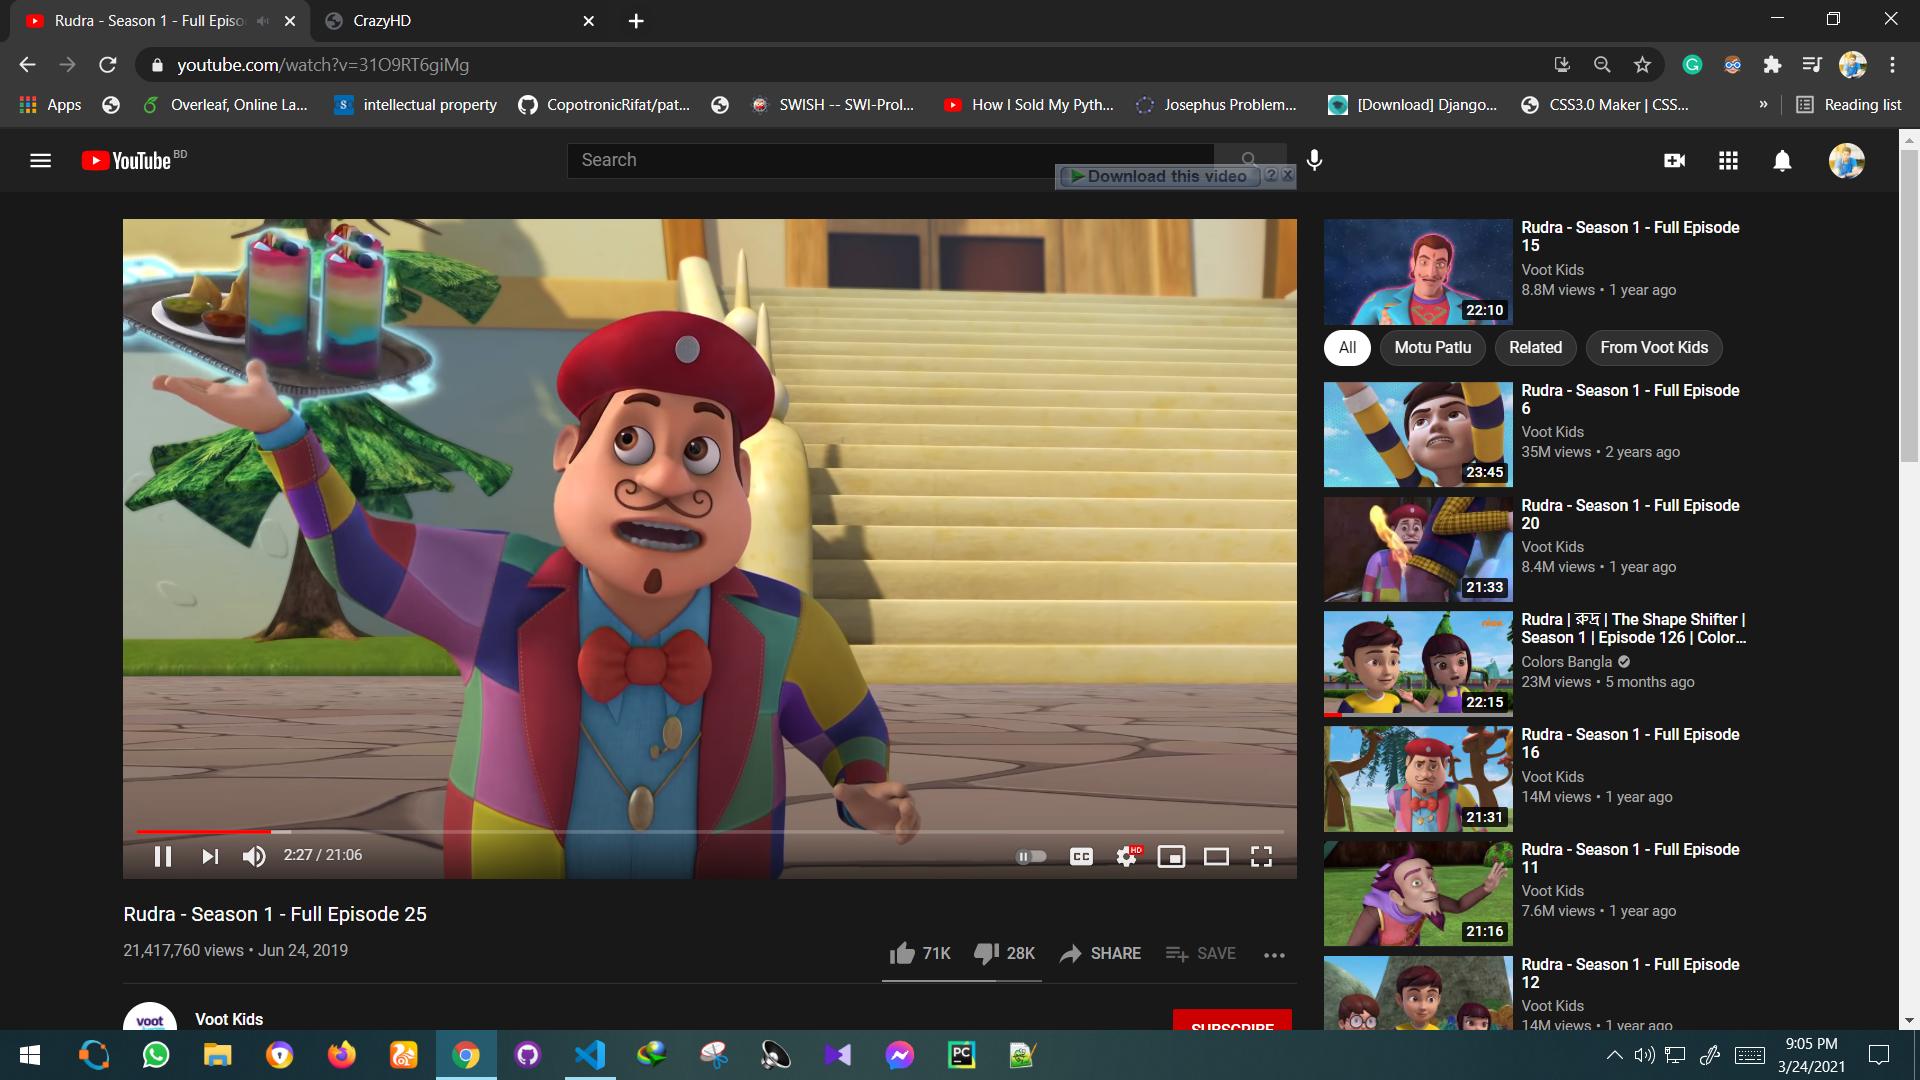 Rudra - Season 1 - Full Episo
CrazyHD
youtube.com/watch?v=31O9RT6giMg
Apps
Overleaf, Online La...
intellectual property
CopotronicRifat/pat...
SWISH -- SWI-Prol...
How I Sold My Pyth...
Josephus Problem...
[Download] Django...
CSS3.0 Maker | CSS...
»
Reading list
YouTube BD
Search
Download this video
Rudra - Season 1 - Full Episode
15
Voot Kids
8.8M views • 1 year ago
22:10
All
Motu Patlu
Related
From Voot Kids
Rudra - Season 1 - Full Episode
6
Voot Kids
35M views • 2 years ago
23:45
Rudra - Season 1 - Full Episode
20
Voot Kids
8.4M views • 1 year ago
21:33
Rudra | রুদ্র | The Shape Shifter |
Season 1 | Episode 126 | Color...
Colors Bangla
23M views • 5 months ago
22:15
Rudra - Season 1 - Full Episode
16
Voot Kids
14M views • 1 year ago
21:31
Rudra - Season 1 - Full Episode
11
Voot Kids
7.6M views • 1 year ago
21:16
Rudra - Season 1 - Full Episode
12
Voot Kids
14M views • 1 year ago
2:27 / 21:06
CC
HD
Rudra - Season 1 - Full Episode 25
21,417,760 views • Jun 24, 2019
71K
28K
SHARE
SAVE
voot
Voot Kids
SUBSCRIBE
PC
9:05 PM
3/24/2021